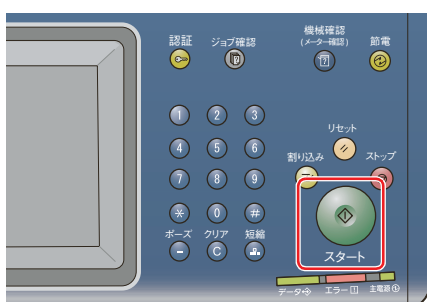 認証
ジョブ確認
機械確認
(メーター確認)
節電
1 2 3
4 5 6
7 8 9
* 0 #
リセット
割り込み
ストップ
ポーズ クリア 短縮
- C
スタート
データ
エラー
主電源